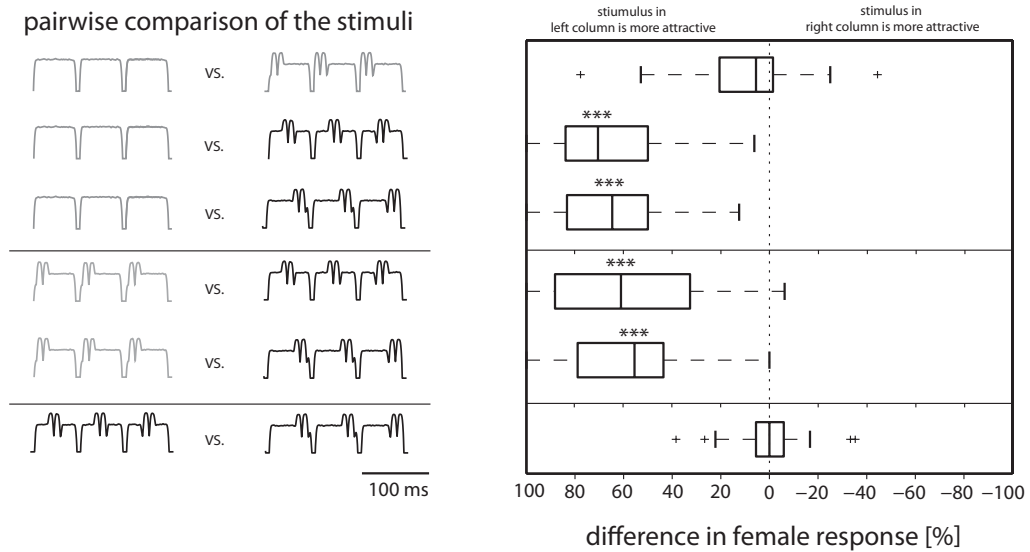 pairwise comparison of the stimuli
stiumulus in
left column is more attractive
stimulus in
right column is more attractive
vs.
vs.
***
vs.
***
vs.
***
vs.
***
vs.
100 ms
100 80 60 40 20 0 −20 −40 −60 −80 −100
difference in female response [%]